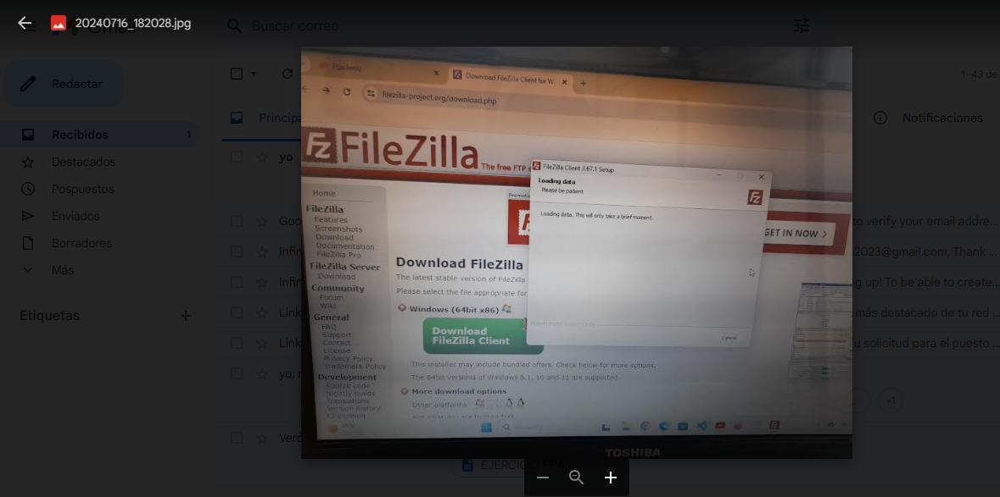 20240716_182028.jpg
Buscar correo
Redactar
1–43 de
Recibidos 1
Destacados
Pospuestos
Enviados
Borradores
Más
Etiquetas
Principa
Notificaciones
yo
Goo
to verify your email addre...
Infin
2023@gmail.com, Thank ...
Infin
ng up! To be able to create...
Link
más destacado de tu red ...
Link
Tu solicitud para el puesto ...
yo,
+1
Verc
EJERCICIO
Download FileZilla Client for W
filezilla-project.org/download.php
FileZilla The free FTP s
Home
FileZilla
Features
Screenshots
Download
Documentation
FileZilla Pro
FileZilla Server
Download
Community
Forum
Wiki
General
FAQ
Support
Contact
License
Privacy Policy
Trademark Policy
Development
Source code
Nightly builds
Translations
Version history
Changelog
Promotio
GET IN NOW >
Download FileZilla
The latest stable version of FileZilla
Please select the file appropriate for
Windows (64bit x86)
Download
FileZilla Client
This installer may include bundled offers. Check below for more options.
The 64bit versions of Windows 8.1, 10 and 11 are supported
More download options
Other platforms
FileZilla Client 3.67.1 Setup
Loading data
Please be patient
Loading data. This will only take a brief moment.
Cancel
TOSHIBA